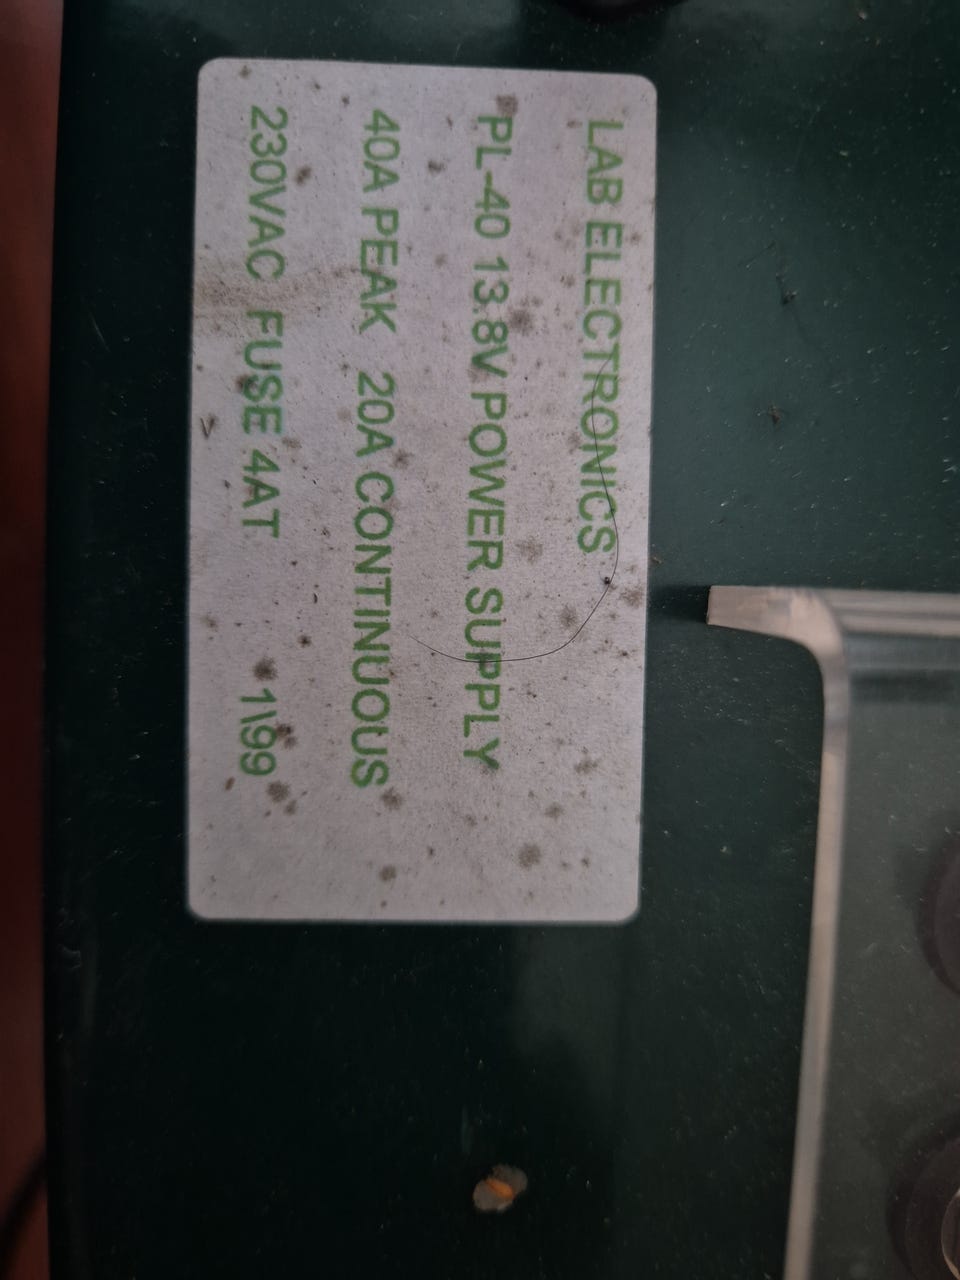 LAB ELECTRONICS
PL-40 13.8V POWER SUPPLY
40A PEAK 20A CONTINUOUS
230VAC FUSE 4AT 1\99